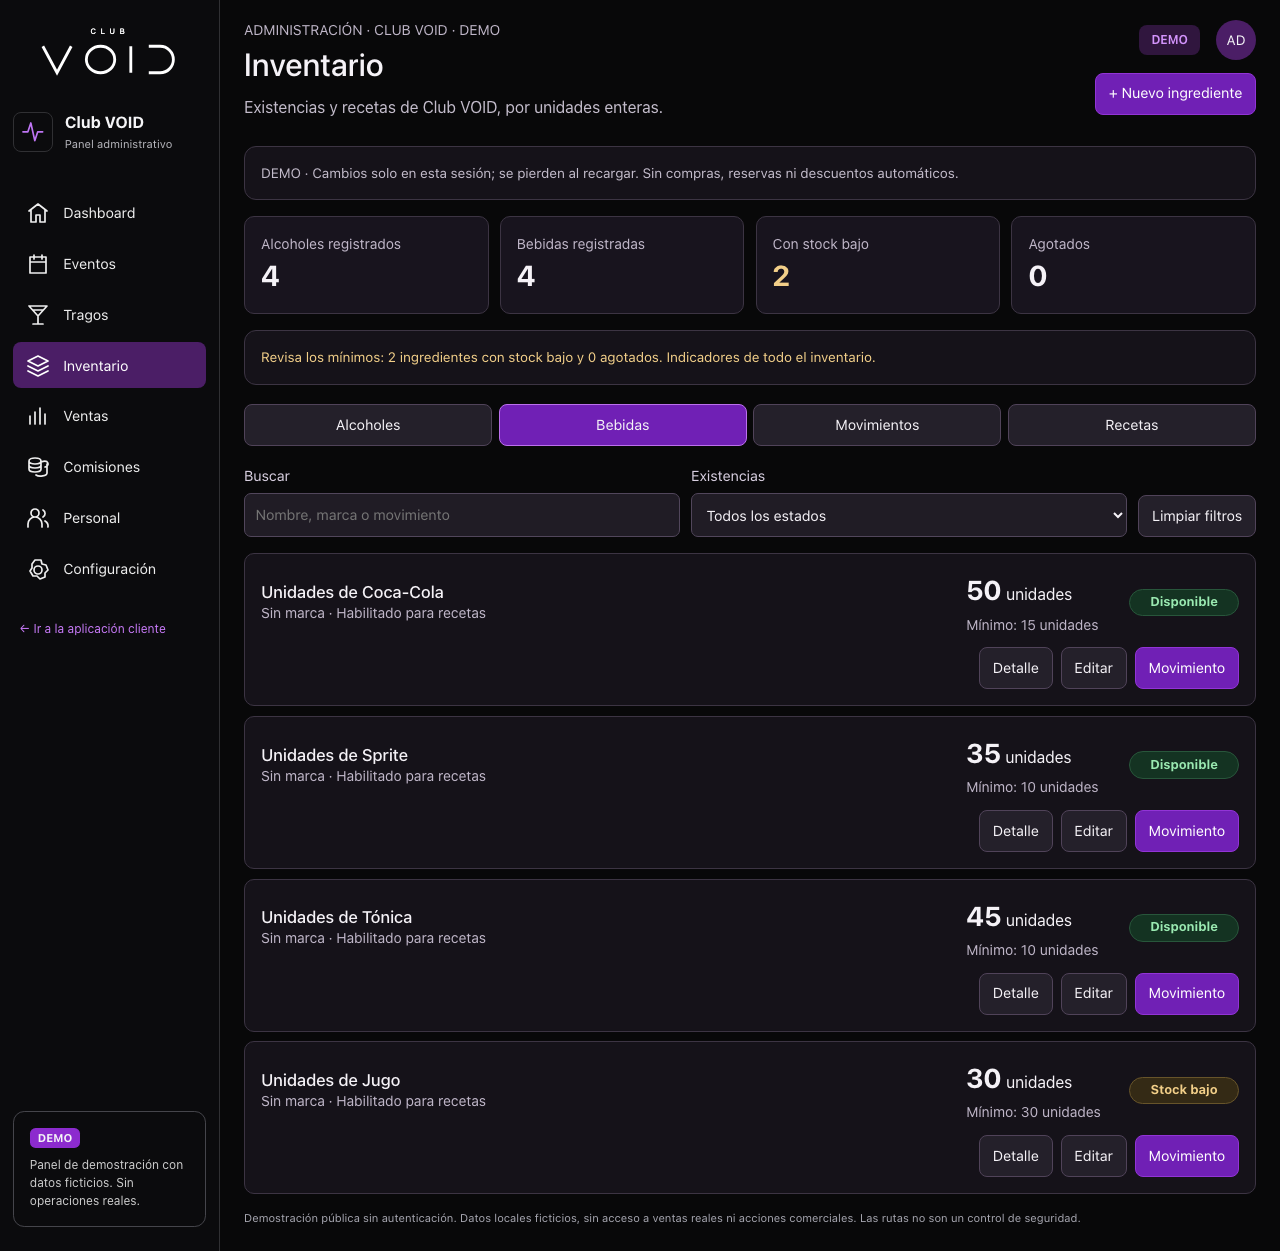 CLUB
VOID
Club VOID
Panel administrativo
Dashboard
Eventos
Tragos
Inventario
Ventas
Comisiones
Personal
Configuración
← Ir a la aplicación cliente
DEMO
Panel de demostración con
datos ficticios. Sin
operaciones reales.
ADMINISTRACIÓN · CLUB VOID · DEMO
Inventario
Existencias y recetas de Club VOID, por unidades enteras.
DEMO
AD
+ Nuevo ingrediente
DEMO · Cambios solo en esta sesión; se pierden al recargar. Sin compras, reservas ni descuentos automáticos.
Alcoholes registrados
4
Bebidas registradas
4
Con stock bajo
2
Agotados
0
Revisa los mínimos: 2 ingredientes con stock bajo y 0 agotados. Indicadores de todo el inventario.
Alcoholes
Bebidas
Movimientos
Recetas
Buscar
Nombre, marca o movimiento
Existencias
Todos los estados
Limpiar filtros
Unidades de Coca-Cola
Sin marca · Habilitado para recetas
50 unidades
Mínimo: 15 unidades
Disponible
Detalle
Editar
Movimiento
Unidades de Sprite
Sin marca · Habilitado para recetas
35 unidades
Mínimo: 10 unidades
Disponible
Detalle
Editar
Movimiento
Unidades de Tónica
Sin marca · Habilitado para recetas
45 unidades
Mínimo: 10 unidades
Disponible
Detalle
Editar
Movimiento
Unidades de Jugo
Sin marca · Habilitado para recetas
30 unidades
Mínimo: 30 unidades
Stock bajo
Detalle
Editar
Movimiento
Demostración pública sin autenticación. Datos locales ficticios, sin acceso a ventas reales ni acciones comerciales. Las rutas no son un control de seguridad.